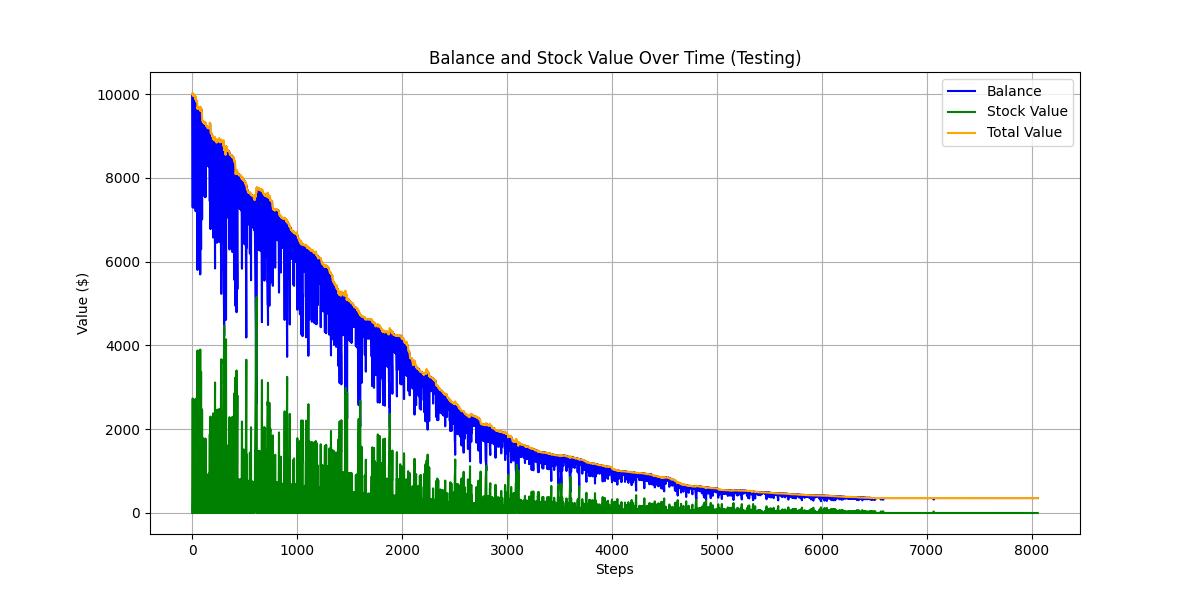 Balance and Stock Value Over Time (Testing)
Balance
Stock Value
Total Value
Value ($)
10000
8000
6000
4000
2000
0
0 1000 2000 3000 4000 5000 6000 7000 8000
Steps